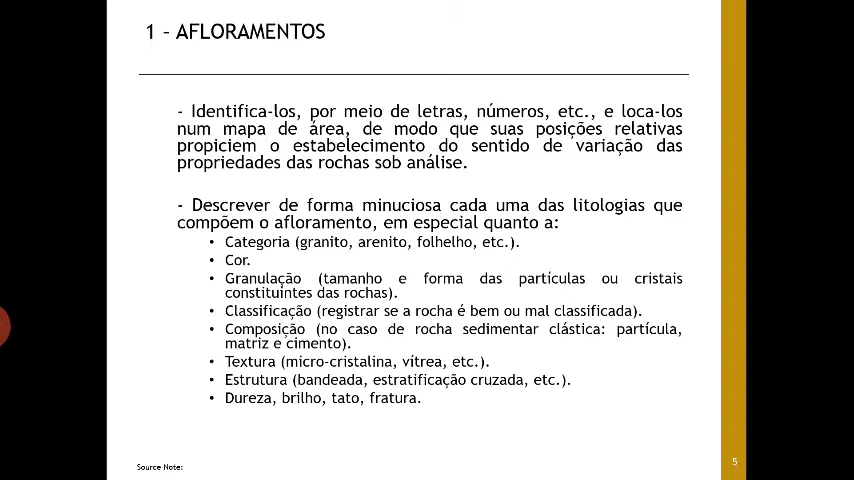 1 – AFLORAMENTOS
- Identifica-los, por meio de letras, números, etc., e loca-los
num mapa de área, de modo que suas posições relativas
propiciem o estabelecimento do sentido de variação das
propriedades das rochas sob análise.
- Descrever de forma minuciosa cada uma das litologias que
compõem o afloramento, em especial quanto a:
• Categoria (granito, arenito, folhelho, etc.).
• Cor.
• Granulação (tamanho e forma das partículas ou cristais
constituintes das rochas).
• Classificação (registrar se a rocha é bem ou mal classificada).
• Composição (no caso de rocha sedimentar clástica: partícula,
matriz e cimento).
• Textura (micro-cristalina, vítrea, etc.).
• Estrutura (bandeada, estratificação cruzada, etc.).
• Dureza, brilho, tato, fratura.
Source Note:
5